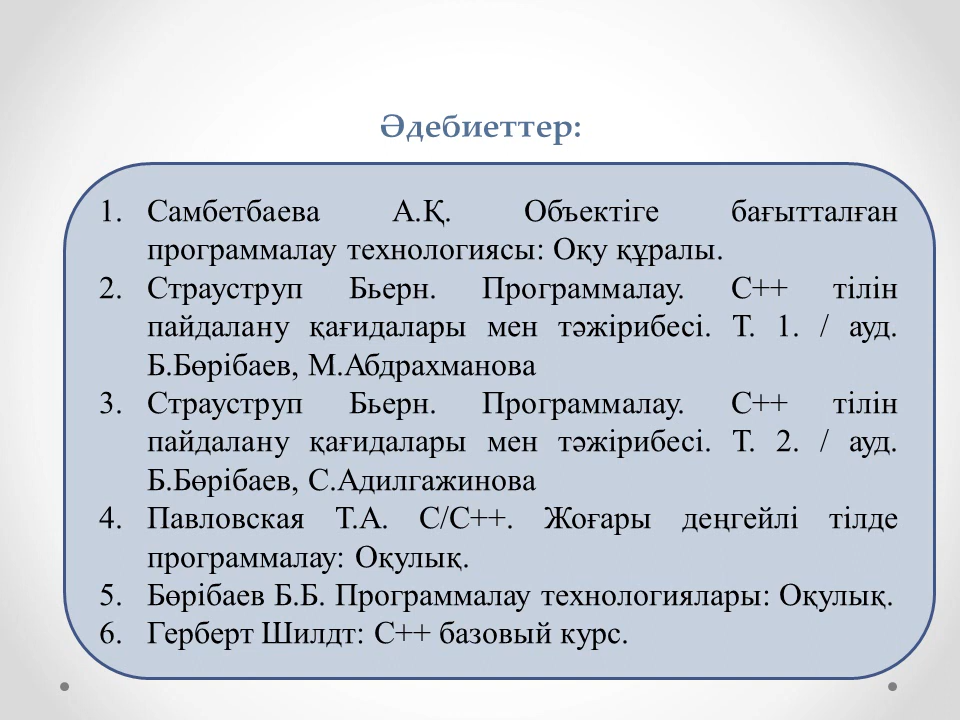 Әдебиеттер:
1. Самбетбаева А.Қ. Объектіге бағытталған
программалау технологиясы: Оқу құралы.
2. Страуструп Бьерн. Программалау. С++ тілін
пайдалану қағидалары мен тәжірибесі. Т. 1. / ауд.
Б.Бөрібаев, М.Абдрахманова
3. Страуструп Бьерн. Программалау. С++ тілін
пайдалану қағидалары мен тәжірибесі. Т. 2. / ауд.
Б.Бөрібаев, С.Адилгажинова
4. Павловская Т.А. С/С++. Жоғары деңгейлі тілде
программалау: Оқулық.
5. Бөрібаев Б.Б. Программалау технологиялары: Оқулық.
6. Герберт Шилдт: С++ базовый курс.